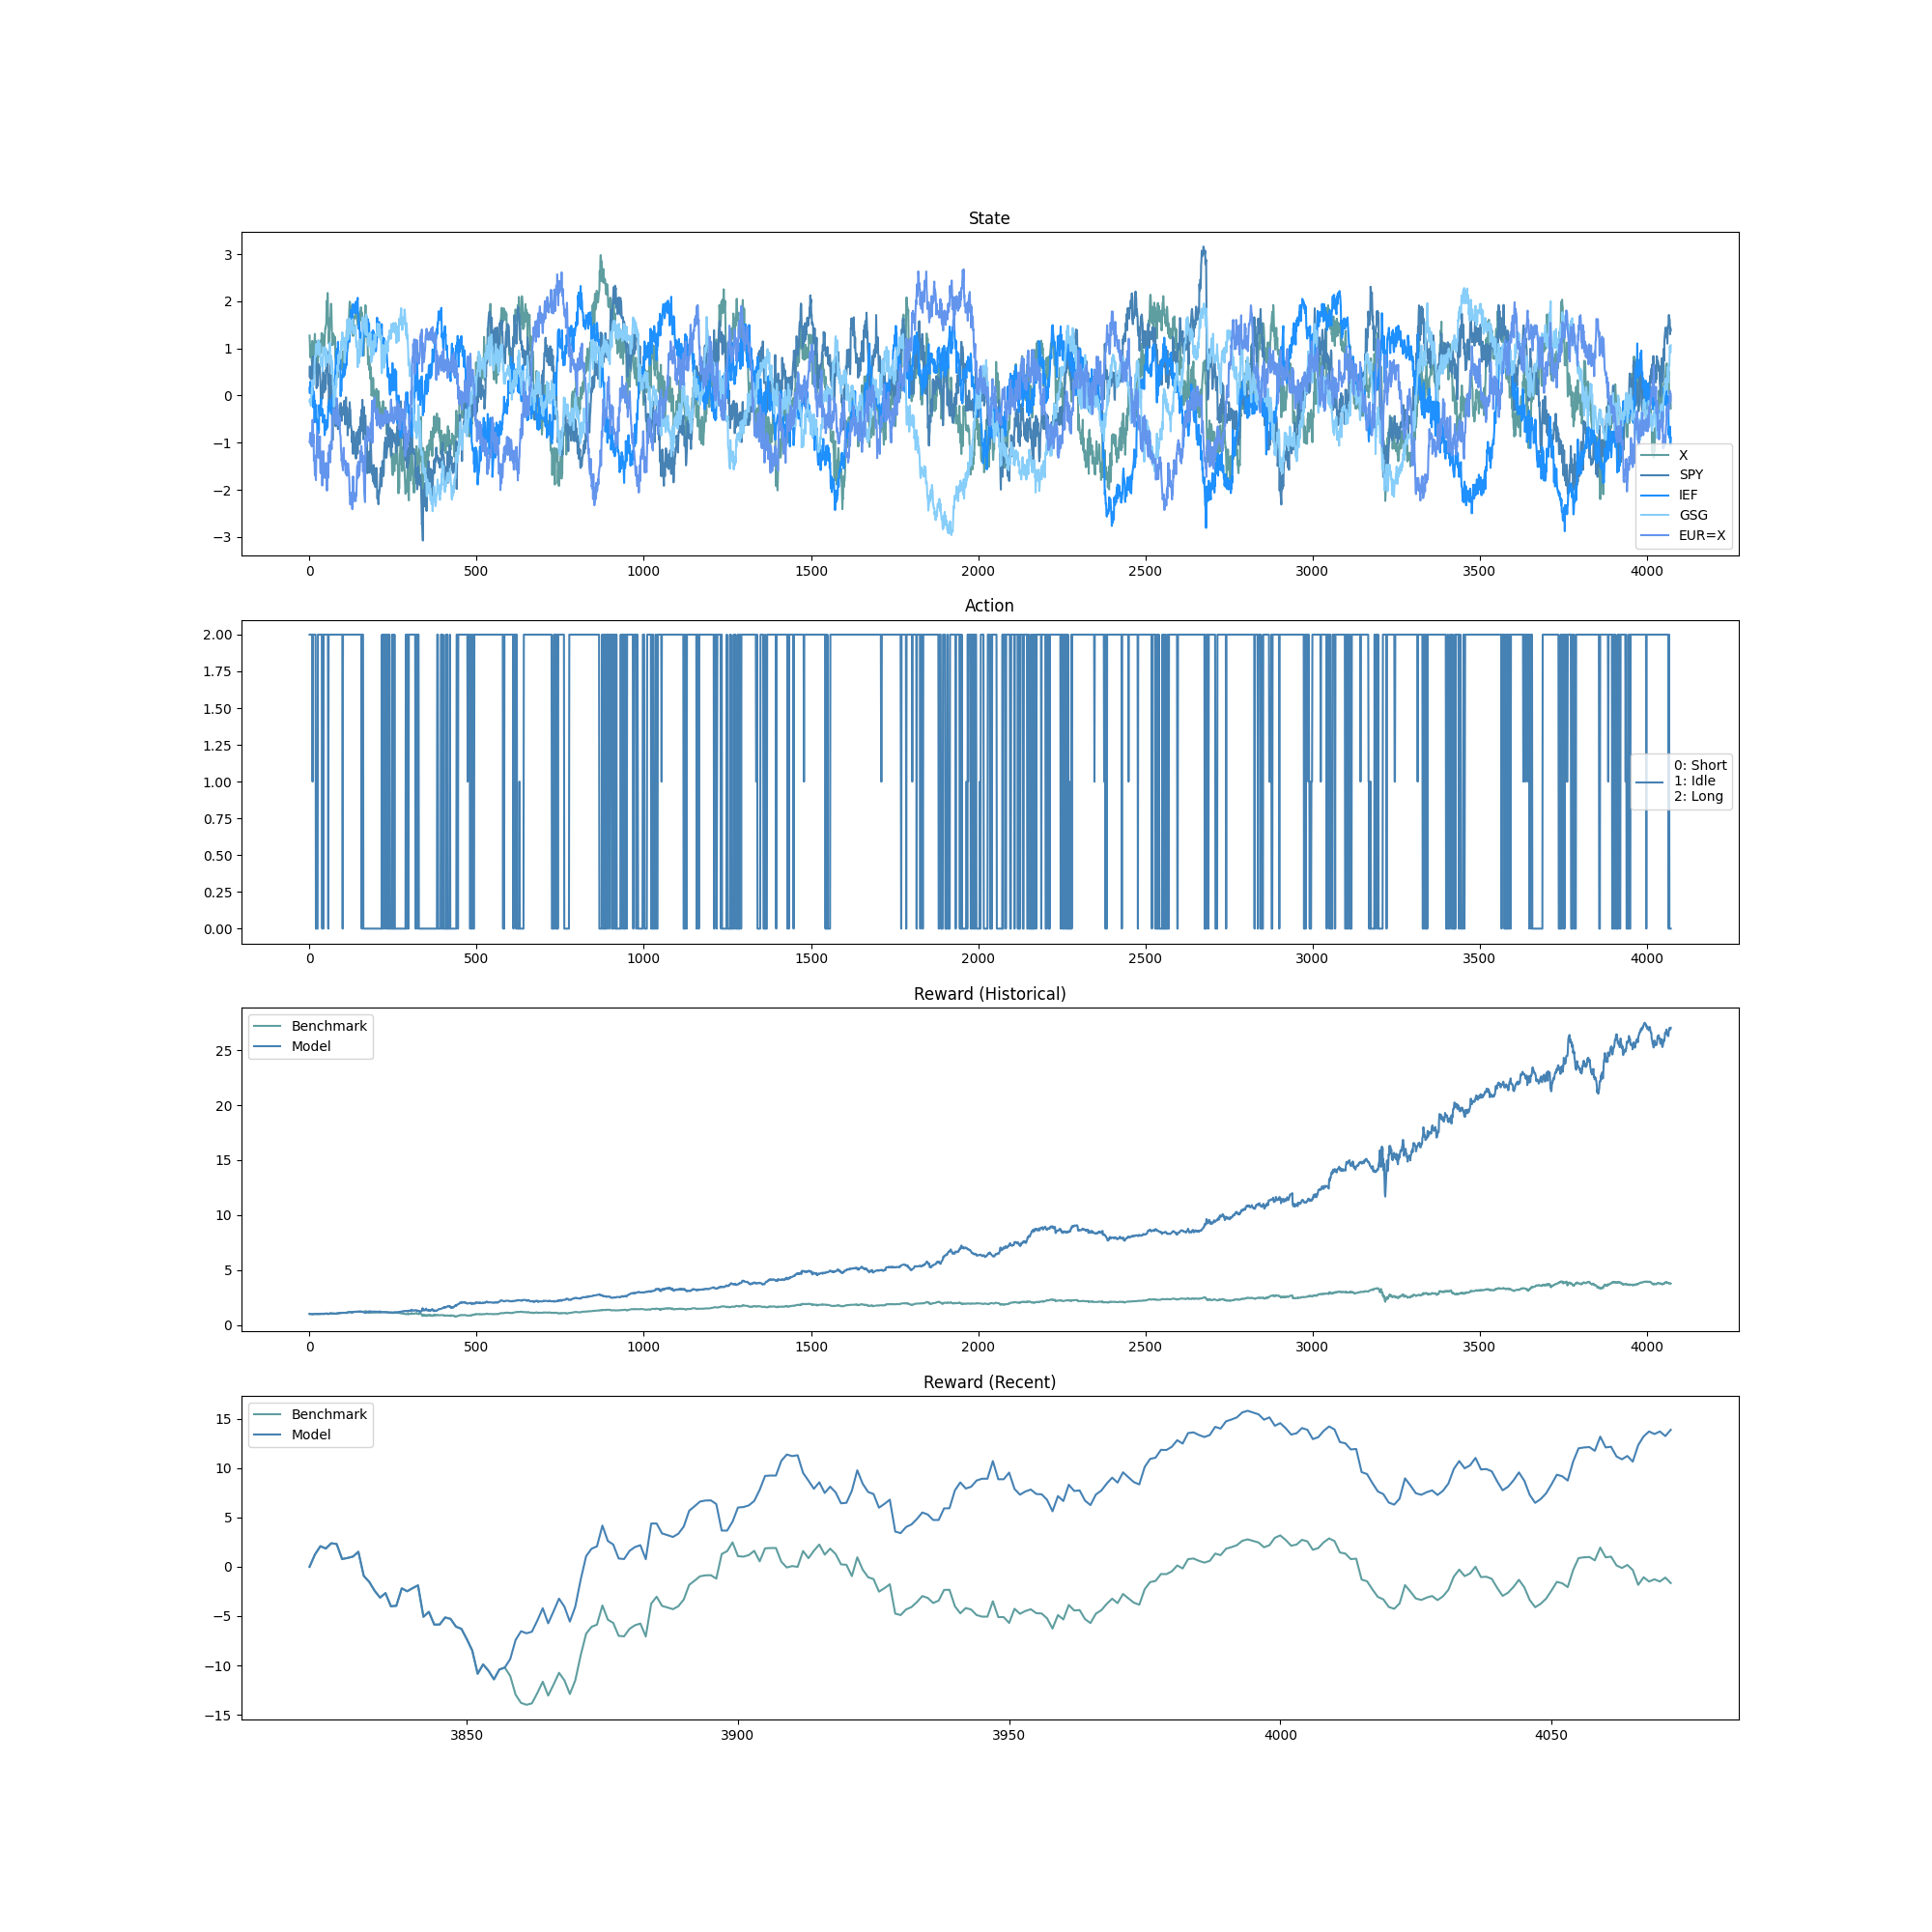 State
3
2
1
0
−1
−2
−3
X
SPY
IEF
GSG
EUR=X
0 500 1000 1500 2000 2500 3000 3500 4000
Action
2.00
1.75
1.50
1.25
1.00
0.75
0.50
0.25
0.00
0: Short
1: Idle
2: Long
0 500 1000 1500 2000 2500 3000 3500 4000
Reward (Historical)
Benchmark
Model
25
20
15
10
5
0
0 500 1000 1500 2000 2500 3000 3500 4000
Reward (Recent)
Benchmark
Model
15
10
5
0
−5
−10
−15
3850 3900 3950 4000 4050